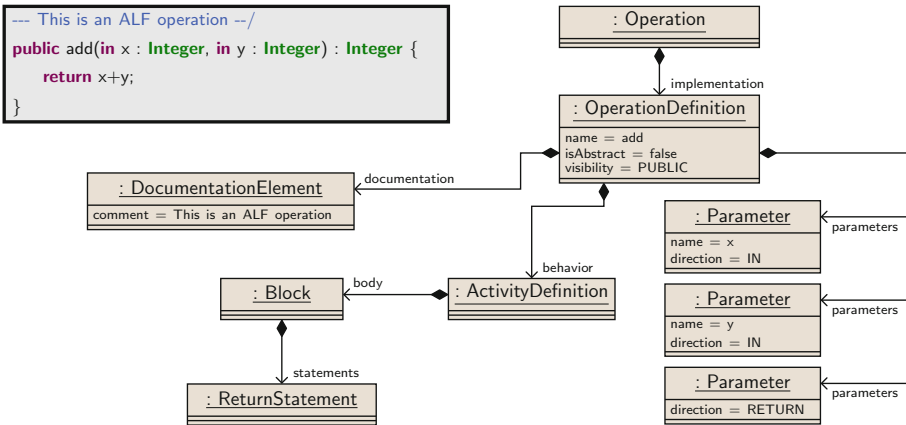 --- This is an ALF operation --/
public add(in x : Integer, in y : Integer) : Integer {
return x+y;
}
: Operation
implementation
: OperationDefinition
name = add
isAbstract = false
visibility = PUBLIC
documentation
: DocumentationElement
comment = This is an ALF operation
: Parameter
name = x
direction = IN
parameters
behavior
: ActivityDefinition
body
: Block
: Parameter
name = y
direction = IN
parameters
statements
: ReturnStatement
: Parameter
direction = RETURN
parameters